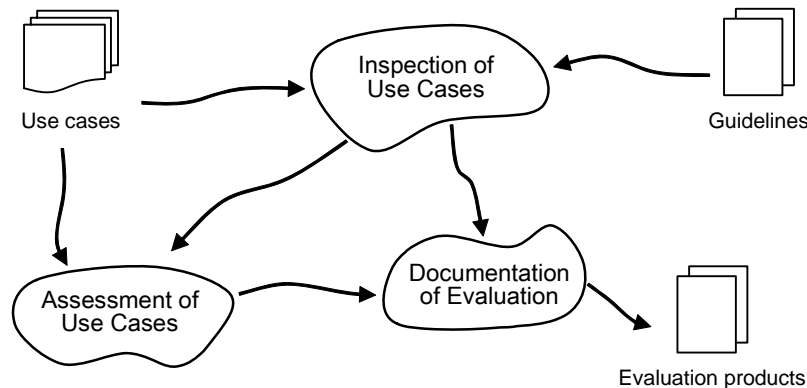 Inspection of
Use Cases
Use cases
Guidelines
Assessment of
Use Cases
Documentation
of Evaluation
Evaluation products